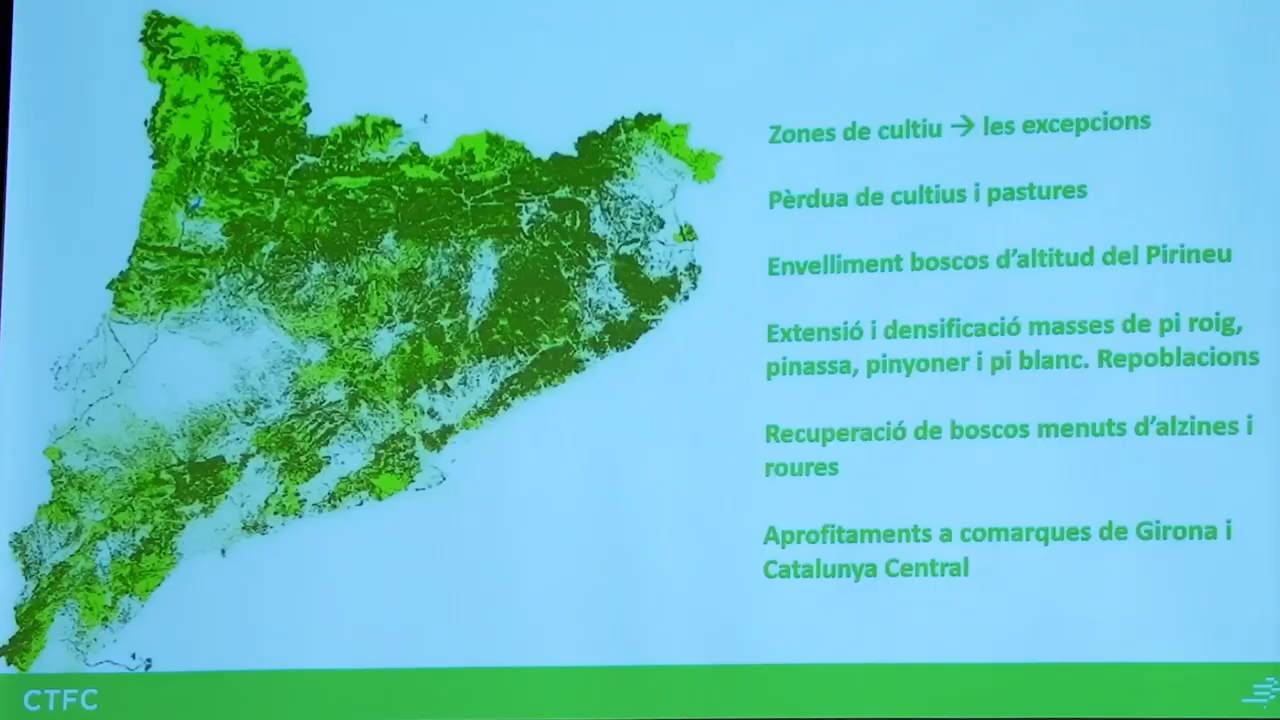 Zones de cultiu → les excepcions
Pèrdua de cultius i pastures
Envelliment boscos d'altitud del Pirineu
Extensió i densificació masses de pi roig,
pinassa, pinyoner i pi blanc. Repoblacions
Recuperació de boscos menuts d'alzines i
roures
Aprofitaments a comarques de Girona i
Catalunya Central
CTFC